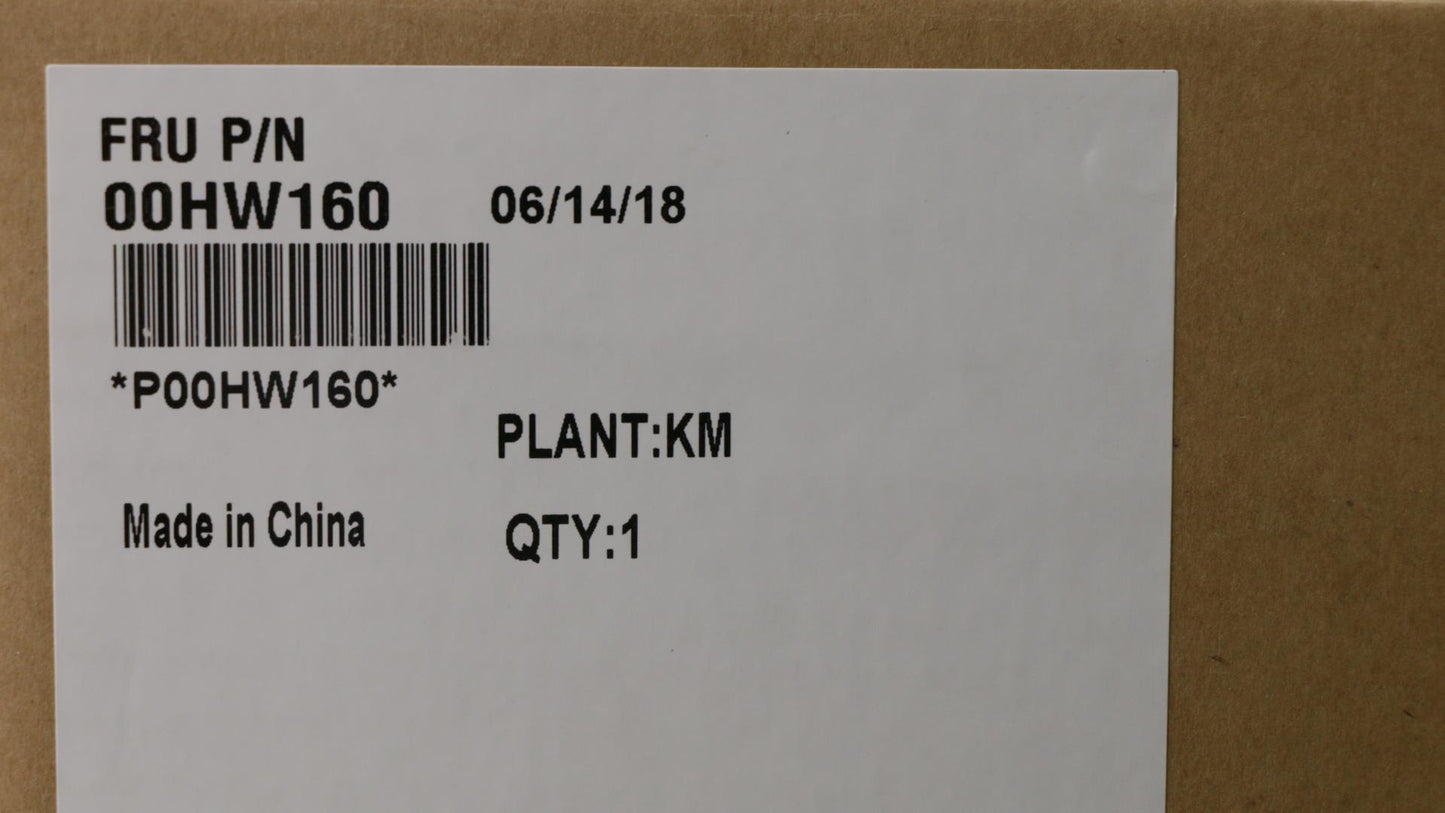 FRU P/N
00HW160 06/14/18
*P00HW160*
PLANT:KM
Made in China QTY:1